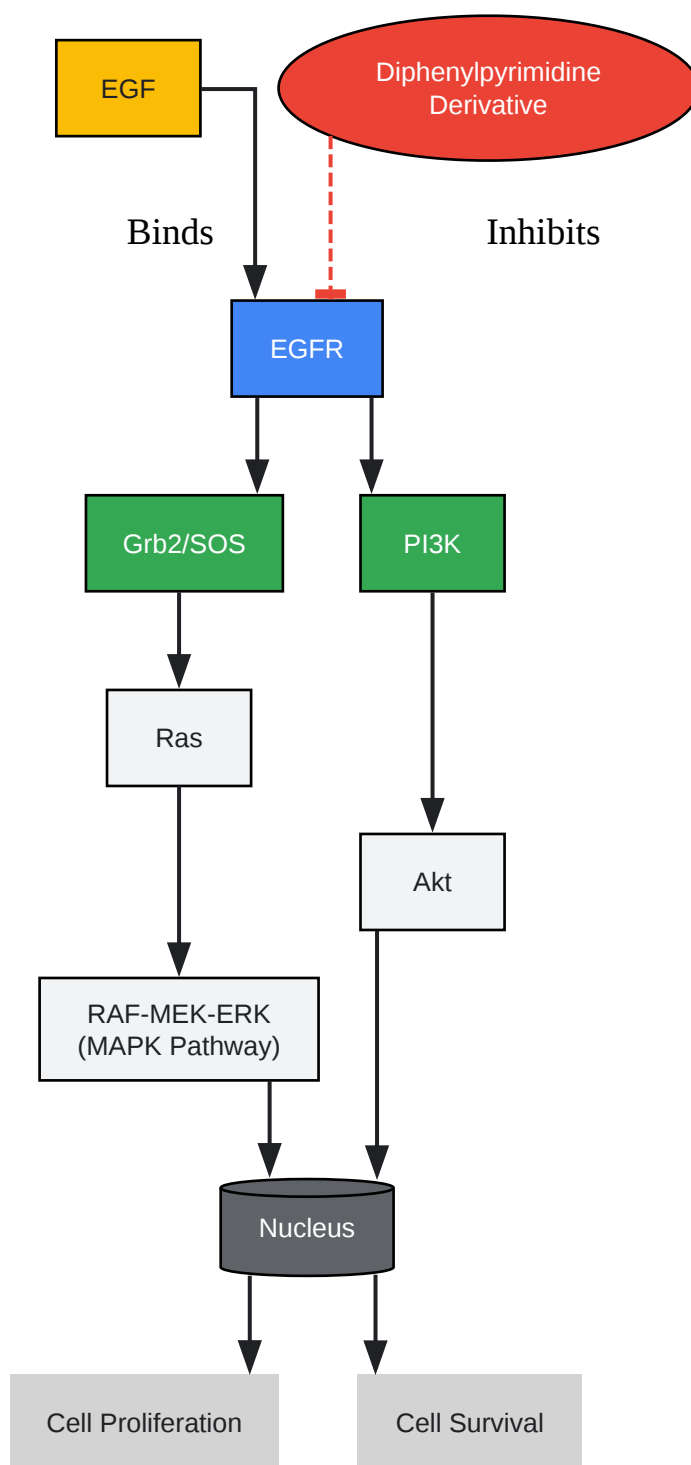 EGF
Diphenylpyrimidine
Derivative
Binds
Inhibits
EGFR
Grb2/SOS
PI3K
Ras
Akt
RAF-MEK-ERK
(MAPK Pathway)
Nucleus
Cell Proliferation
Cell Survival